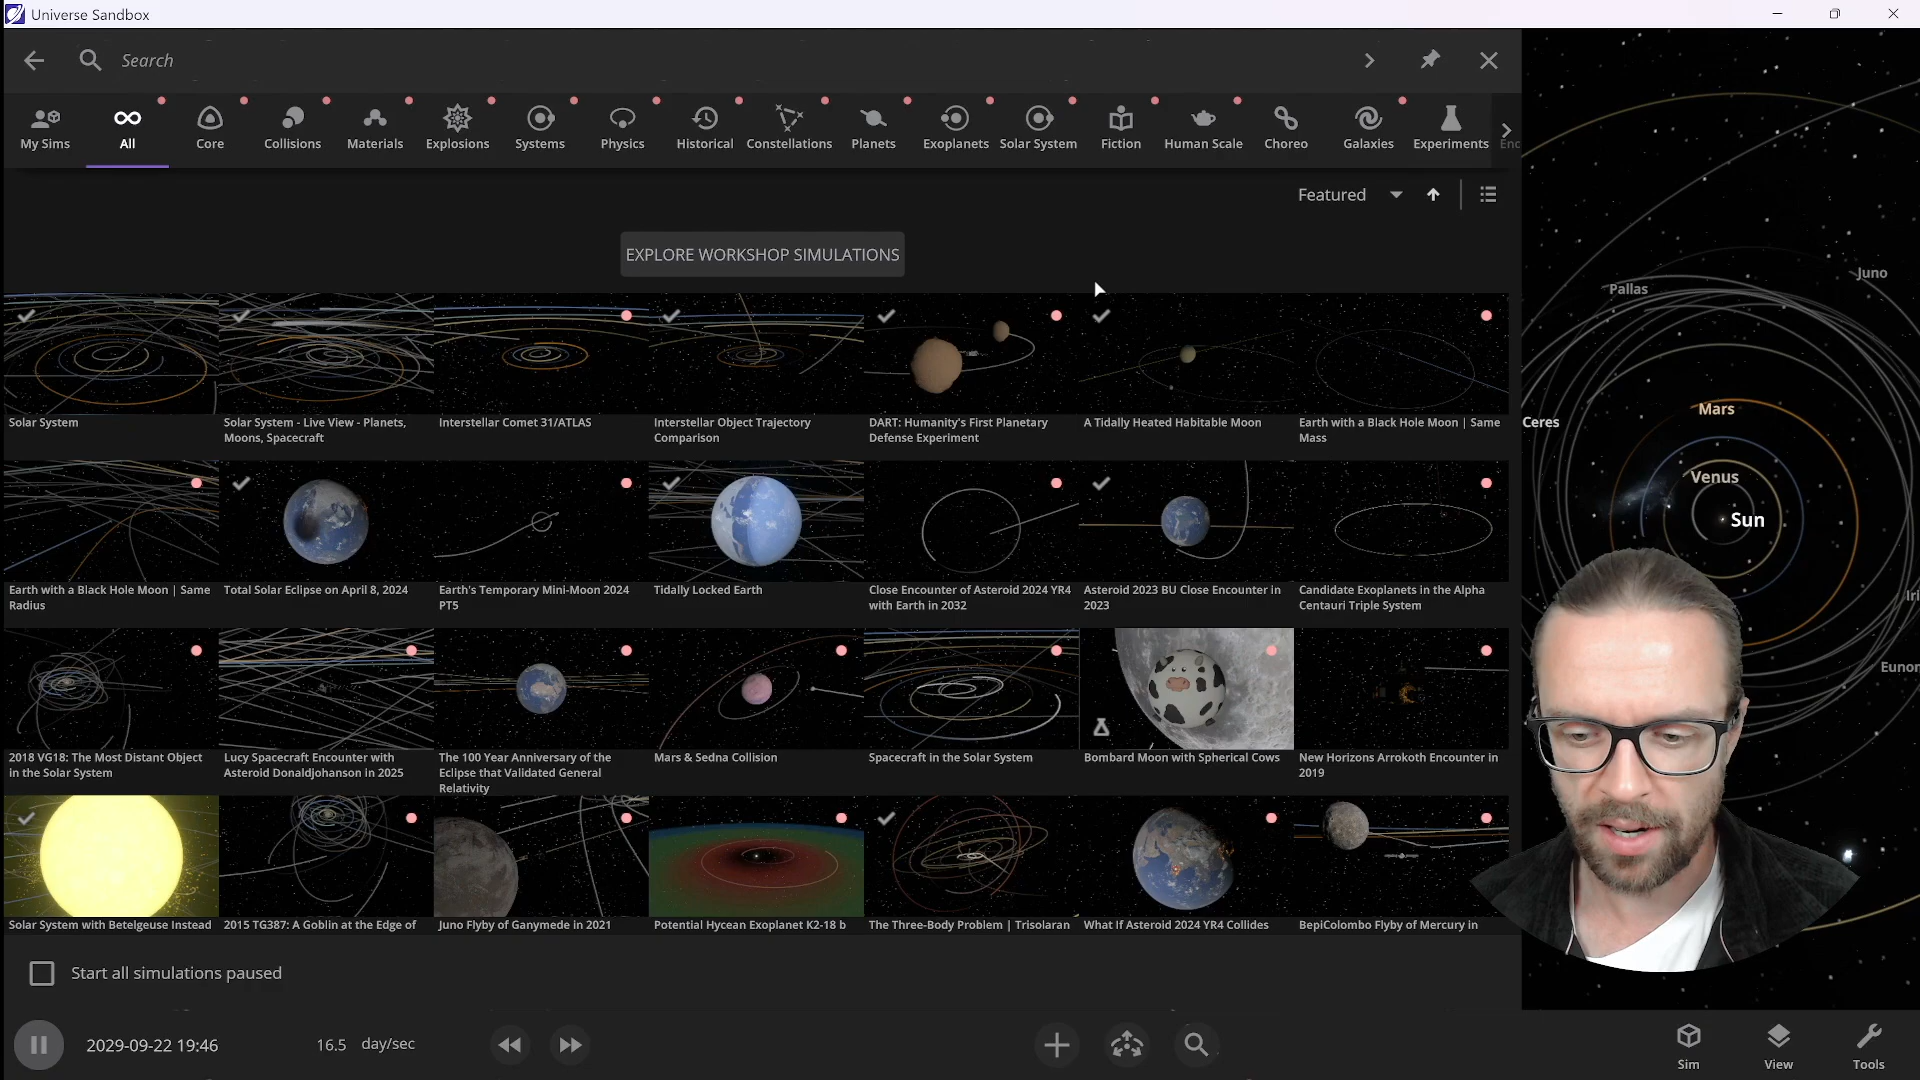 Universe Sandbox
Search
My Sims
All
Core
Collisions
Materials
Explosions
Systems
Physics
Historical
Constellations
Planets
Exoplanets
Solar System
Fiction
Human Scale
Choreo
Galaxies
Experiments
Enc
Featured
EXPLORE WORKSHOP SIMULATIONS
Solar System
Solar System - Live View - Planets,
Moons, Spacecraft
Interstellar Comet 31/ATLAS
Interstellar Object Trajectory
Comparison
DART: Humanity's First Planetary
Defense Experiment
A Tidally Heated Habitable Moon
Earth with a Black Hole Moon | Same
Mass
Earth with a Black Hole Moon | Same
Radius
Total Solar Eclipse on April 8, 2024
Earth's Temporary Mini-Moon 2024
PT5
Tidally Locked Earth
Close Encounter of Asteroid 2024 YR4
with Earth in 2032
Asteroid 2023 BU Close Encounter in
2023
Candidate Exoplanets in the Alpha
Centauri Triple System
2018 VG18: The Most Distant Object
in the Solar System
Lucy Spacecraft Encounter with
Asteroid Donaldjohanson in 2025
The 100 Year Anniversary of the
Eclipse that Validated General
Relativity
Mars & Sedna Collision
Spacecraft in the Solar System
Bombard Moon with Spherical Cows
New Horizons Arrokoth Encounter in
2019
Solar System with Betelgeuse Instead
2015 TG387: A Goblin at the Edge of
Juno Flyby of Ganymede in 2021
Potential Hycean Exoplanet K2-18 b
The Three-Body Problem | Trisolaran
What If Asteroid 2024 YR4 Collides
BepiColombo Flyby of Mercury in
Juno
Pallas
Mars
Ceres
Venus
Sun
Iri
Eunon
Start all simulations paused
2029-09-22 19:46
16.5 day/sec
Sim
View
Tools